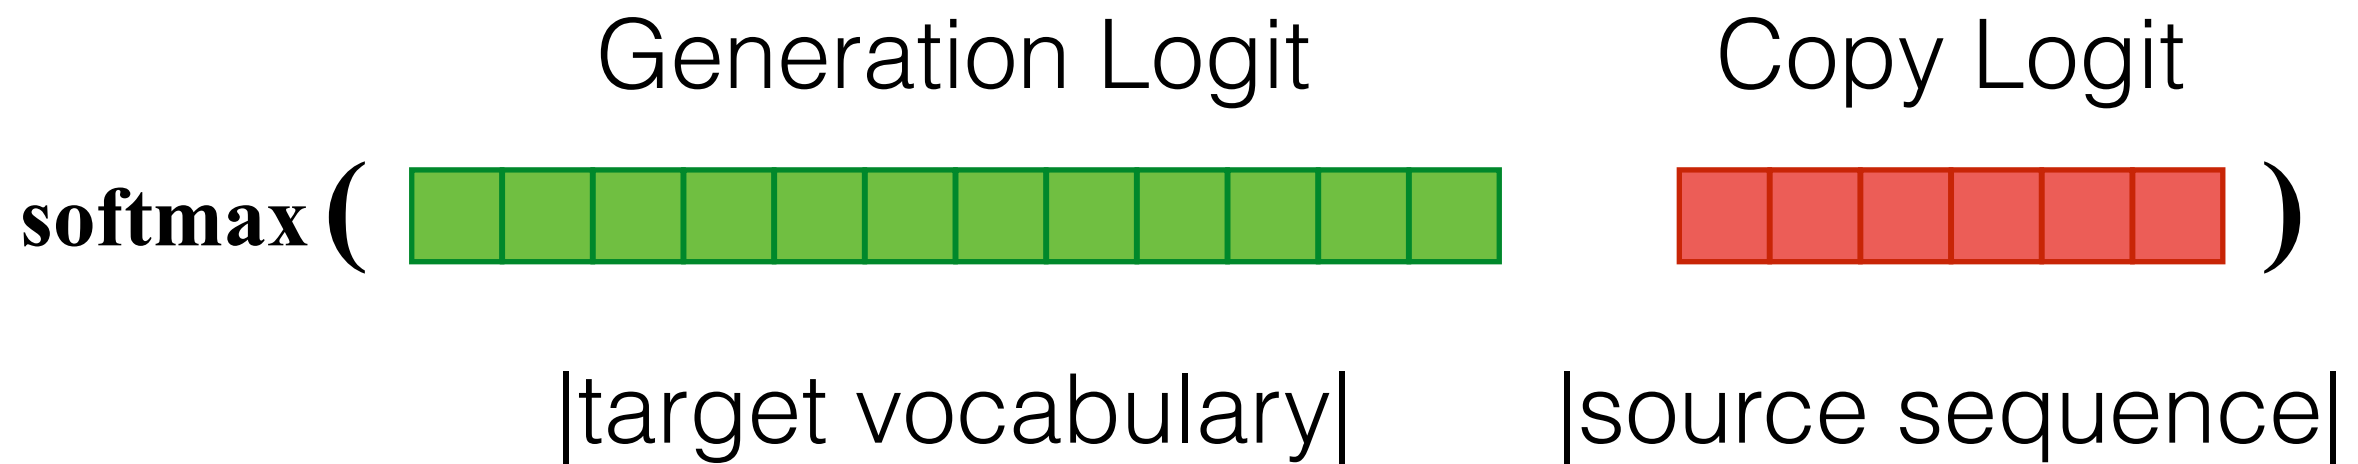 Generation Logit Copy Logit
softmax ( )
|target vocabulary| |source sequence|